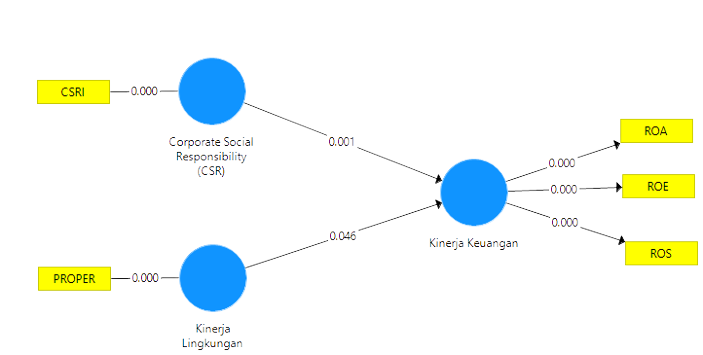 CSRI
0.000
Corporate Social
Responsibility
(CSR)
0.001
ROA
0.000
0.000
ROE
0.000
ROS
Kinerja Keuangan
0.046
PROPER
0.000
Kinerja
Lingkungan